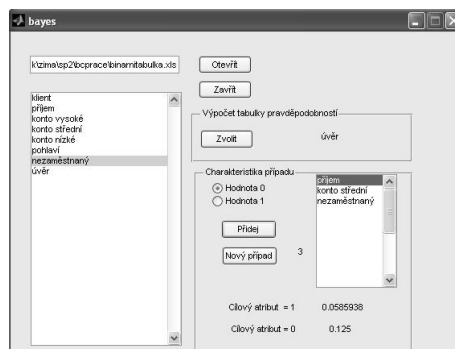 bayes
k\zima\sp2\bcprace\binarnitabulka.xls
Otevřít
Zavřít
klient
příjem
konto vysoké
konto střední
konto nízké
pohlaví
nezaměstnaný
úvěr
Výpočet tabulky pravděpodobností
Zvolit
úvěr
Charakteristika případu
Hodnota 0
Hodnota 1
Přidej
Nový případ
3
příjem
konto střední
nezaměstnaný
Cílový atribut = 1
0.0585938
Cílový atribut = 0
0.125